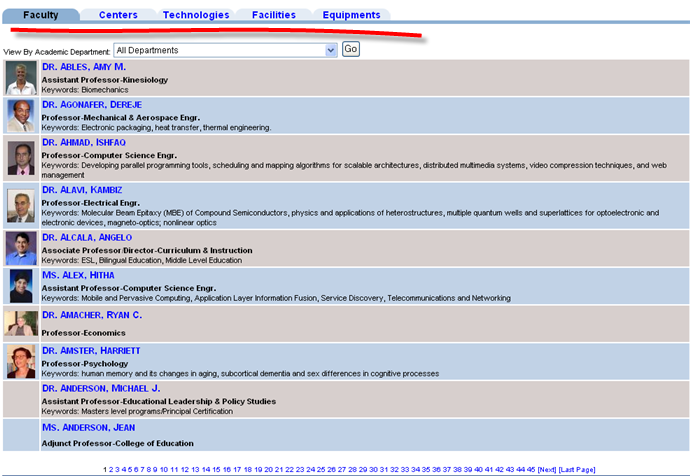 Faculty Centers Technologies Facilities Equipments
View By Academic Department: All Departments Go
DR. ABLES, AMY M.
Assistant Professor-Kinesiology
Keywords: Biomechanics
DR. AGONAFER, DEREJE
Professor-Mechanical & Aerospace Engr.
Keywords: Electronic packaging, heat transfer, thermal engineering.
DR. AHMAD, ISHFAQ
Professor-Computer Science Engr.
Keywords: Developing parallel programming tools, scheduling and mapping algorithms for scalable architectures, distributed multimedia systems, video compression techniques, and web
management
DR. ALAVI, KAMBIZ
Professor-Electrical Engr.
Keywords: Molecular Beam Epitaxy (MBE) of Compound Semiconductors, physics and applications of heterostructures, multiple quantum wells and superlattices for optoelectronic and
electronic devices, magneto-optics; nonlinear optics
DR. ALCALA, ANGELO
Associate Professor/Director-Curriculum & Instruction
Keywords: ESL, Bilingual Education, Middle Level Education
MS. ALEX, HITHA
Assistant Professor-Computer Science Engr.
Keywords: Mobile and Pervasive Computing, Application Layer Information Fusion, Service Discovery, Telecommunications and Networking
DR. AMACHER, RYAN C.
Professor-Economics
DR. AMSTER, HARRIETT
Professor-Psychology
Keywords: human memory and its changes in aging, subcortical dementia and sex differences in cognitive processes
DR. ANDERSON, MICHAEL J.
Assistant Professor-Educational Leadership & Policy Studies
Keywords: Masters level programs/Principal Certification
MS. ANDERSON, JEAN
Adjunct Professor-College of Education
1 2 3 4 5 6 7 8 9 10 11 12 13 14 15 16 17 18 19 20 21 22 23 24 25 26 27 28 29 30 31 32 33 34 35 36 37 38 39 40 41 42 43 44 45 [Next] [Last Page]